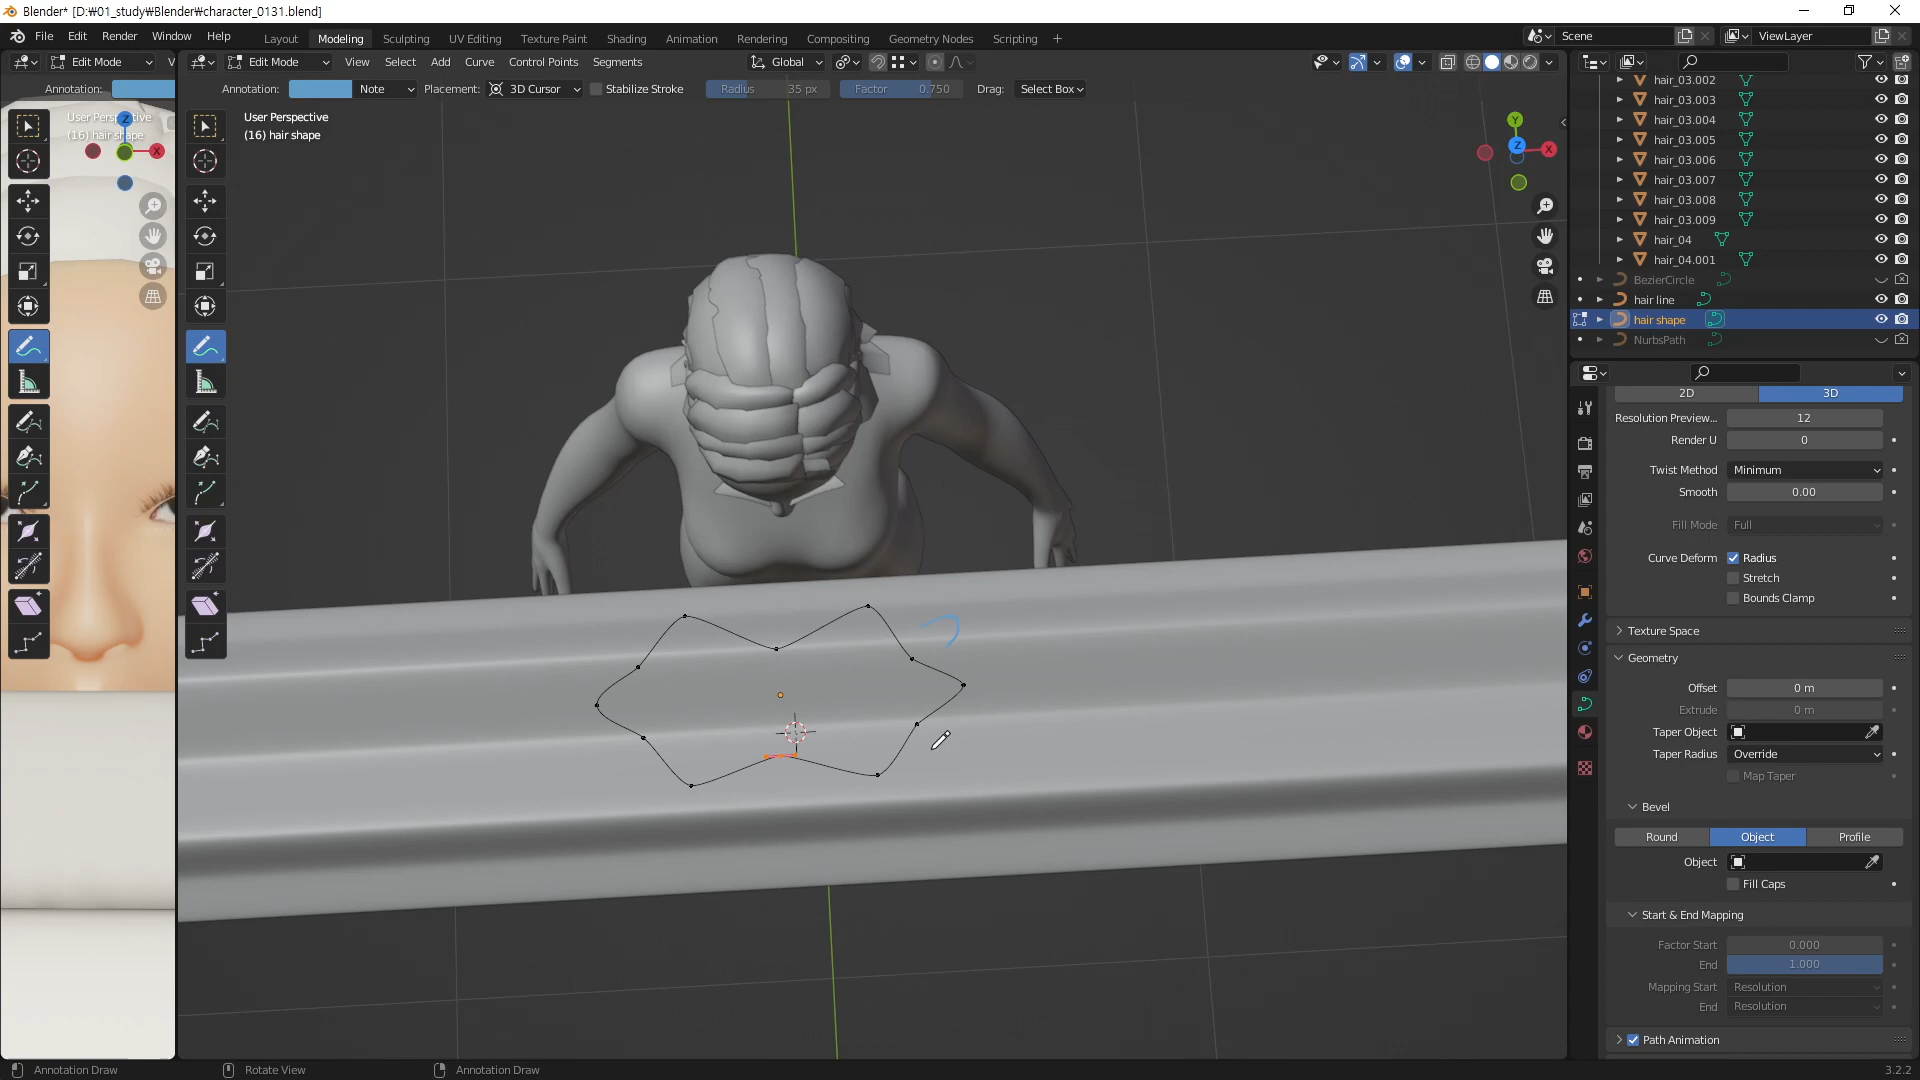 Blender* [D:₩01_study₩Blender₩character_0131.blend]
File Edit Render Window Help
Layout Modeling Sculpting UV Editing Texture Paint Shading Animation Rendering Compositing Geometry Nodes Scripting +
Scene
ViewLayer
Edit Mode
Edit Mode View Select Add Curve Control Points Segments
Global
Annotation:
Annotation: Note Placement: 3D Cursor Stabilize Stroke Radius 35 px Factor 0.750 Drag: Select Box
User Perspective
(16) hair shape
(16) hair shape
Z
X
Y
Z
X
hair_03.002
hair_03.003
hair_03.004
hair_03.005
hair_03.006
hair_03.007
hair_03.008
hair_03.009
hair_04
hair_04.001
BezierCircle
hair line
hair shape
NurbsPath
2D 3D
Resolution Preview... 12
Render U 0
Twist Method Minimum
Smooth 0.00
Fill Mode Full
Curve Deform Radius
Stretch
Bounds Clamp
Texture Space
Geometry
Offset 0 m
Extrude 0 m
Taper Object
Taper Radius Override
Map Taper
Bevel
Round Object Profile
Object
Fill Caps
Start & End Mapping
Factor Start 0.000
End 1.000
Mapping Start Resolution
End Resolution
Path Animation
Annotation Draw Rotate View Annotation Draw
3.2.2